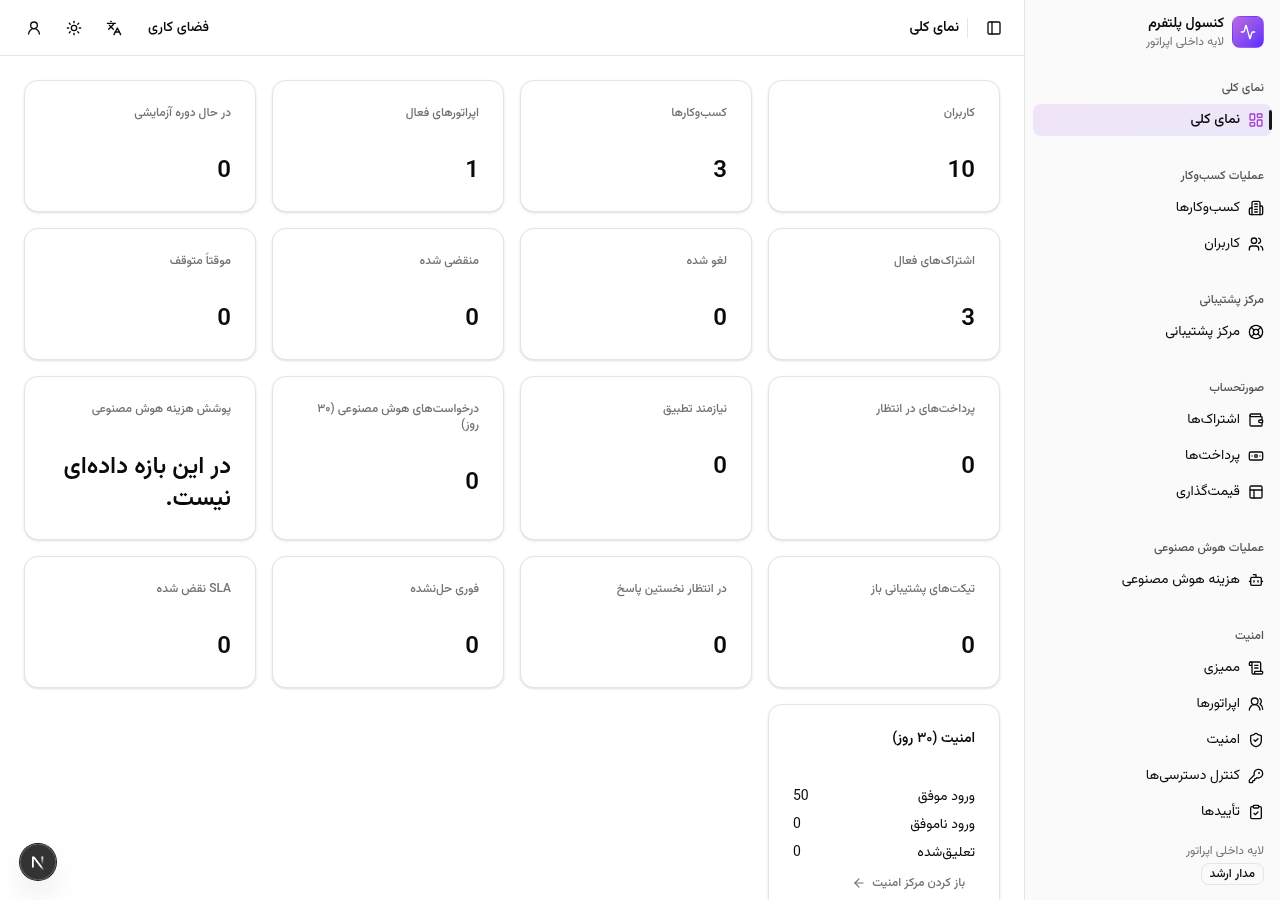 کنسول پلتفرم
لایه داخلی اپراتور
نمای کلی
نمای کلی
عملیات کسب‌وکار
کسب‌وکارها
کاربران
مرکز پشتیبانی
مرکز پشتیبانی
صورتحساب
اشتراک‌ها
پرداخت‌ها
قیمت‌گذاری
عملیات هوش مصنوعی
هزینه هوش مصنوعی
امنیت
ممیزی
اپراتورها
امنیت
کنترل دسترسی‌ها
تأییدها
لایه داخلی اپراتور
مدار ارشد
نمای کلی
فضای کاری
کاربران
10
کسب‌وکارها
3
اپراتورهای فعال
1
در حال دوره آزمایشی
0
اشتراک‌های فعال
3
لغو شده
0
منقضی شده
0
موقتاً متوقف
0
پرداخت‌های در انتظار
0
نیازمند تطبیق
0
درخواست‌های هوش مصنوعی (۳۰
روز)
0
پوشش هزینه هوش مصنوعی
در این بازه داده‌ای
نیست.
تیکت‌های پشتیبانی باز
0
در انتظار نخستین پاسخ
0
فوری حل‌نشده
0
SLA نقض شده
0
امنیت (۳۰ روز)
ورود موفق 50
ورود ناموفق 0
تعلیق‌شده 0
باز کردن مرکز امنیت ←
N